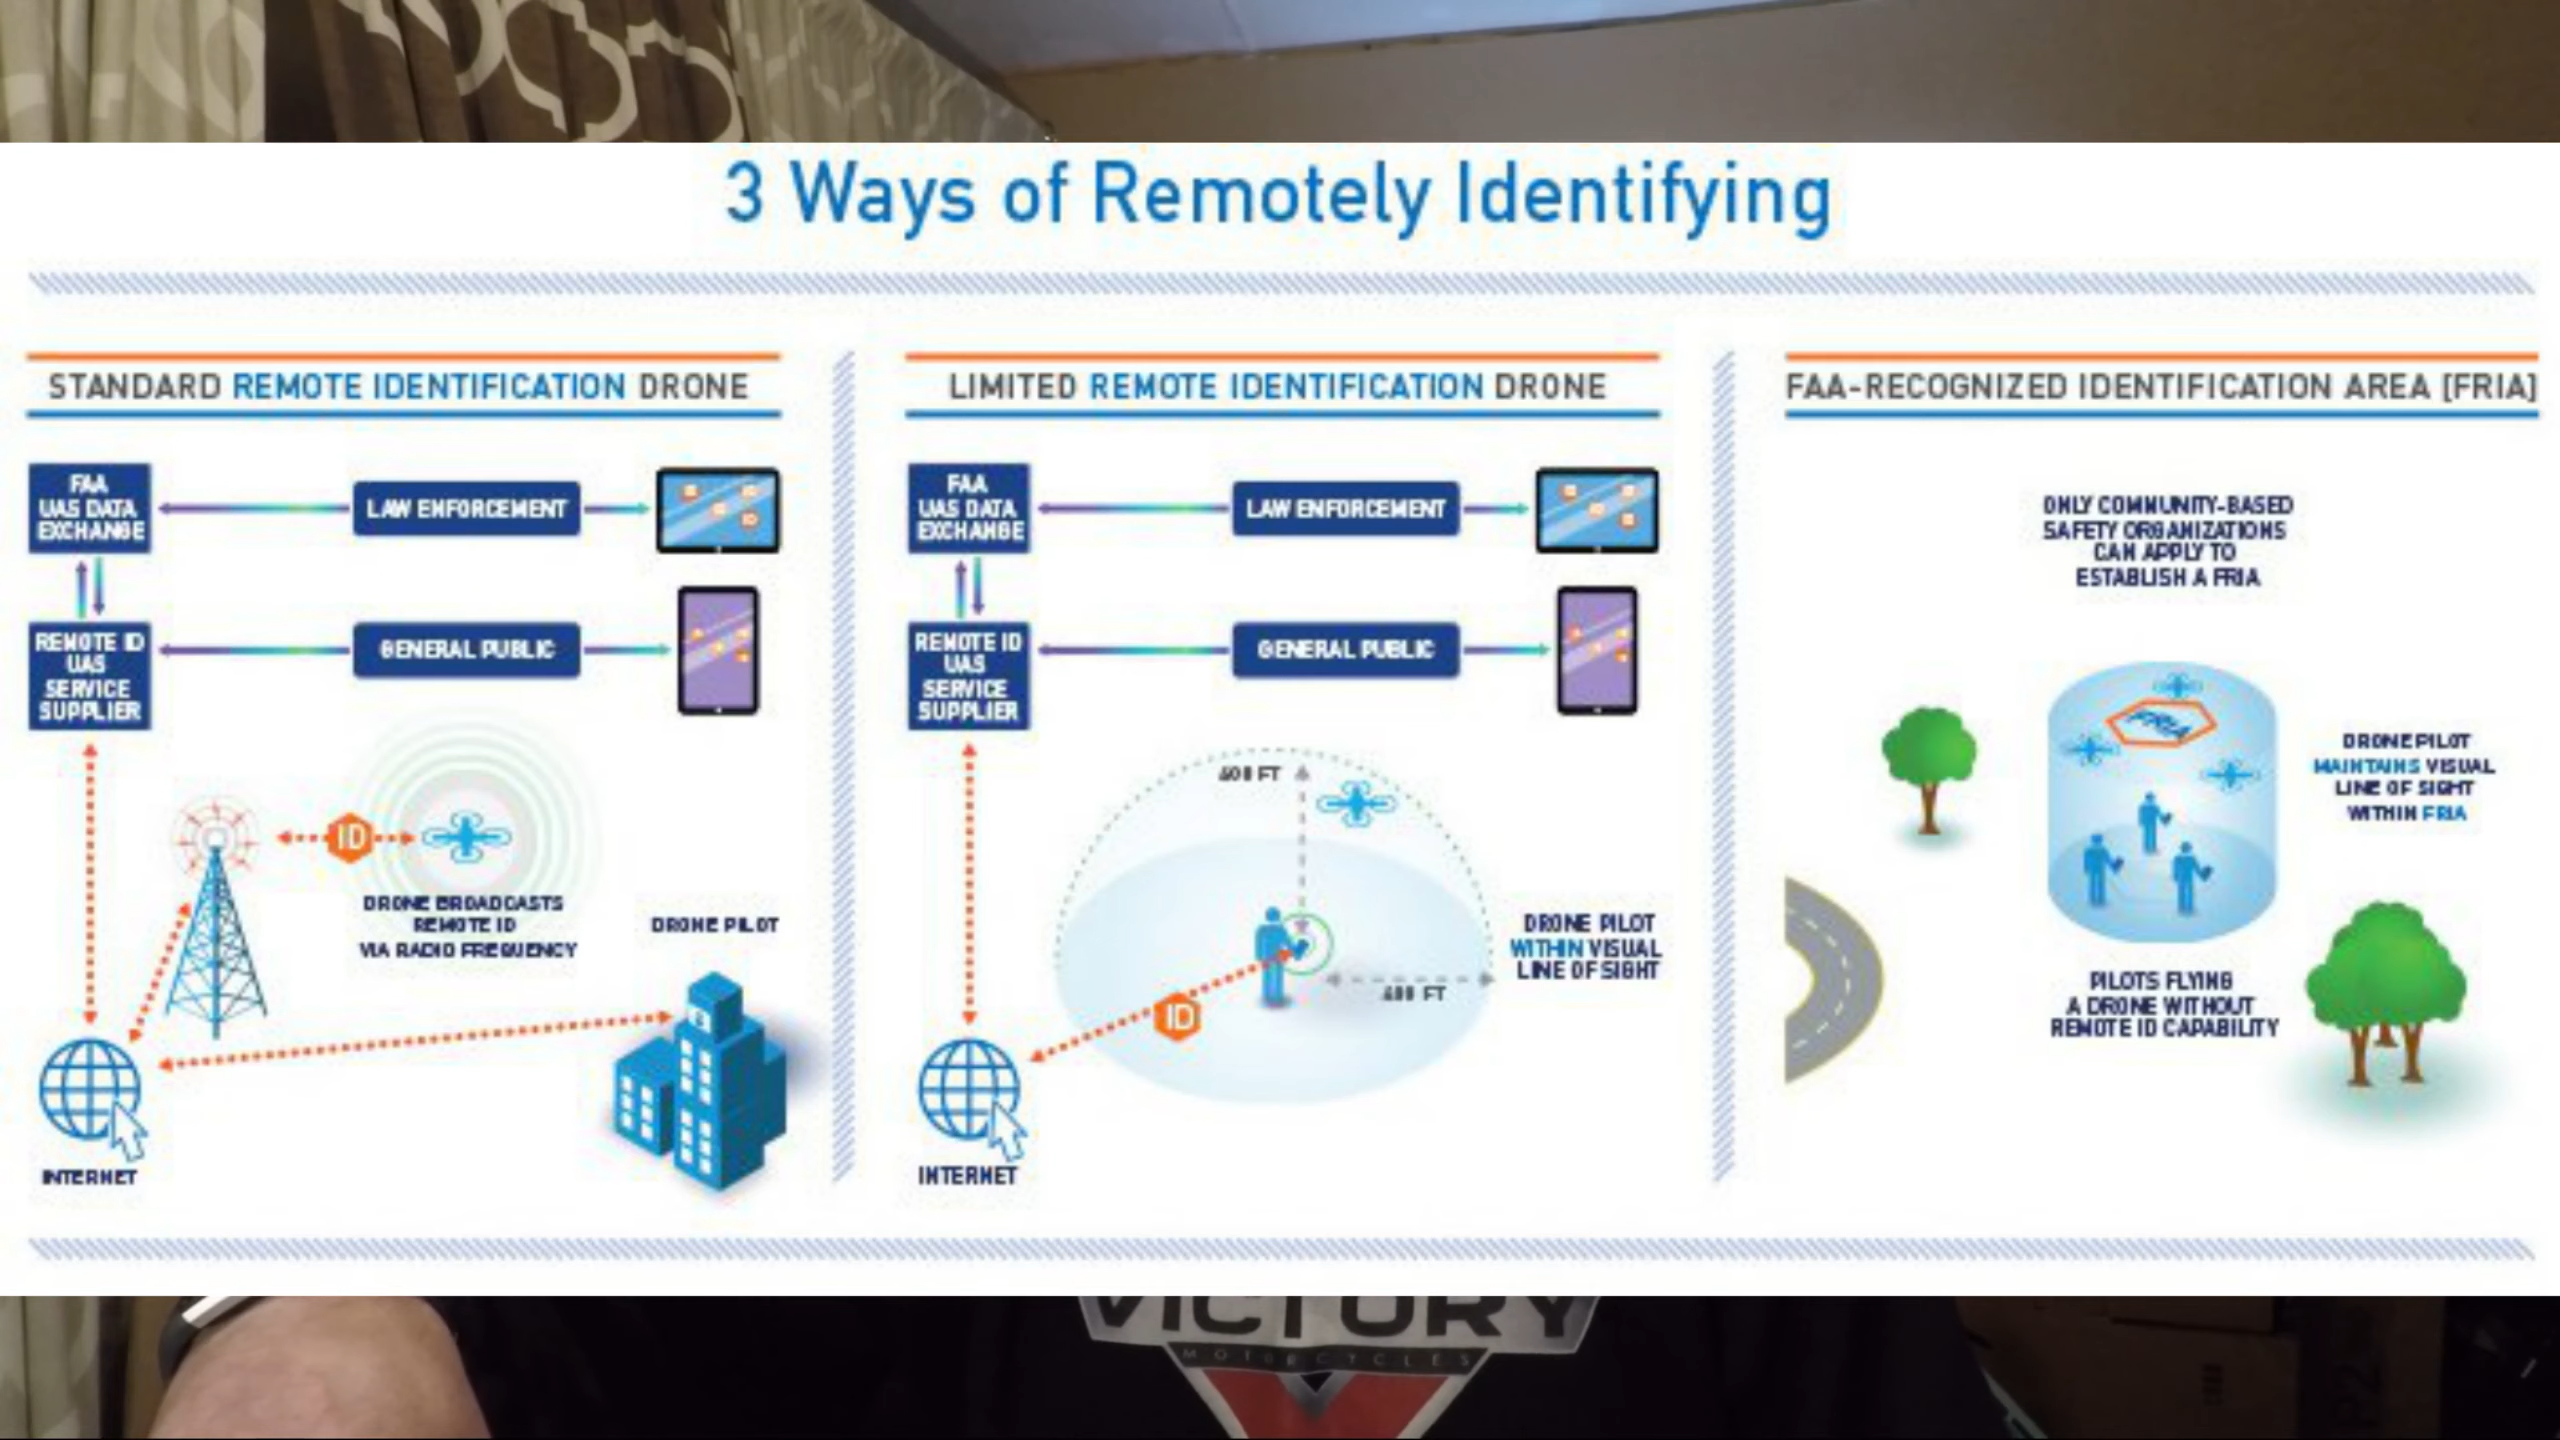 3 Ways of Remotely Identifying
STANDARD REMOTE IDENTIFICATION DRONE
FAA
UAS DATA
EXCHANGE
LAW ENFORCEMENT
REMOTE ID
UAS
SERVICE
SUPPLIER
GENERAL PUBLIC
ID
DRONE BROADCASTS
REMOTE ID
VIA RADIO FREQUENCY
DRONE PILOT
INTERNET
LIMITED REMOTE IDENTIFICATION DRONE
FAA
UAS DATA
EXCHANGE
LAW ENFORCEMENT
REMOTE ID
UAS
SERVICE
SUPPLIER
GENERAL PUBLIC
400 FT
DRONE PILOT
WITHIN VISUAL
LINE OF SIGHT
400 FT
ID
INTERNET
FAA-RECOGNIZED IDENTIFICATION AREA [FRIA]
ONLY COMMUNITY-BASED
SAFETY ORGANIZATIONS
CAN APPLY TO
ESTABLISH A FRIA
FRIA
DRONE PILOT
MAINTAINS VISUAL
LINE OF SIGHT
WITHIN FRIA
PILOTS FLYING
A DRONE WITHOUT
REMOTE ID CAPABILITY
VICTORY
MOTORCYCLES